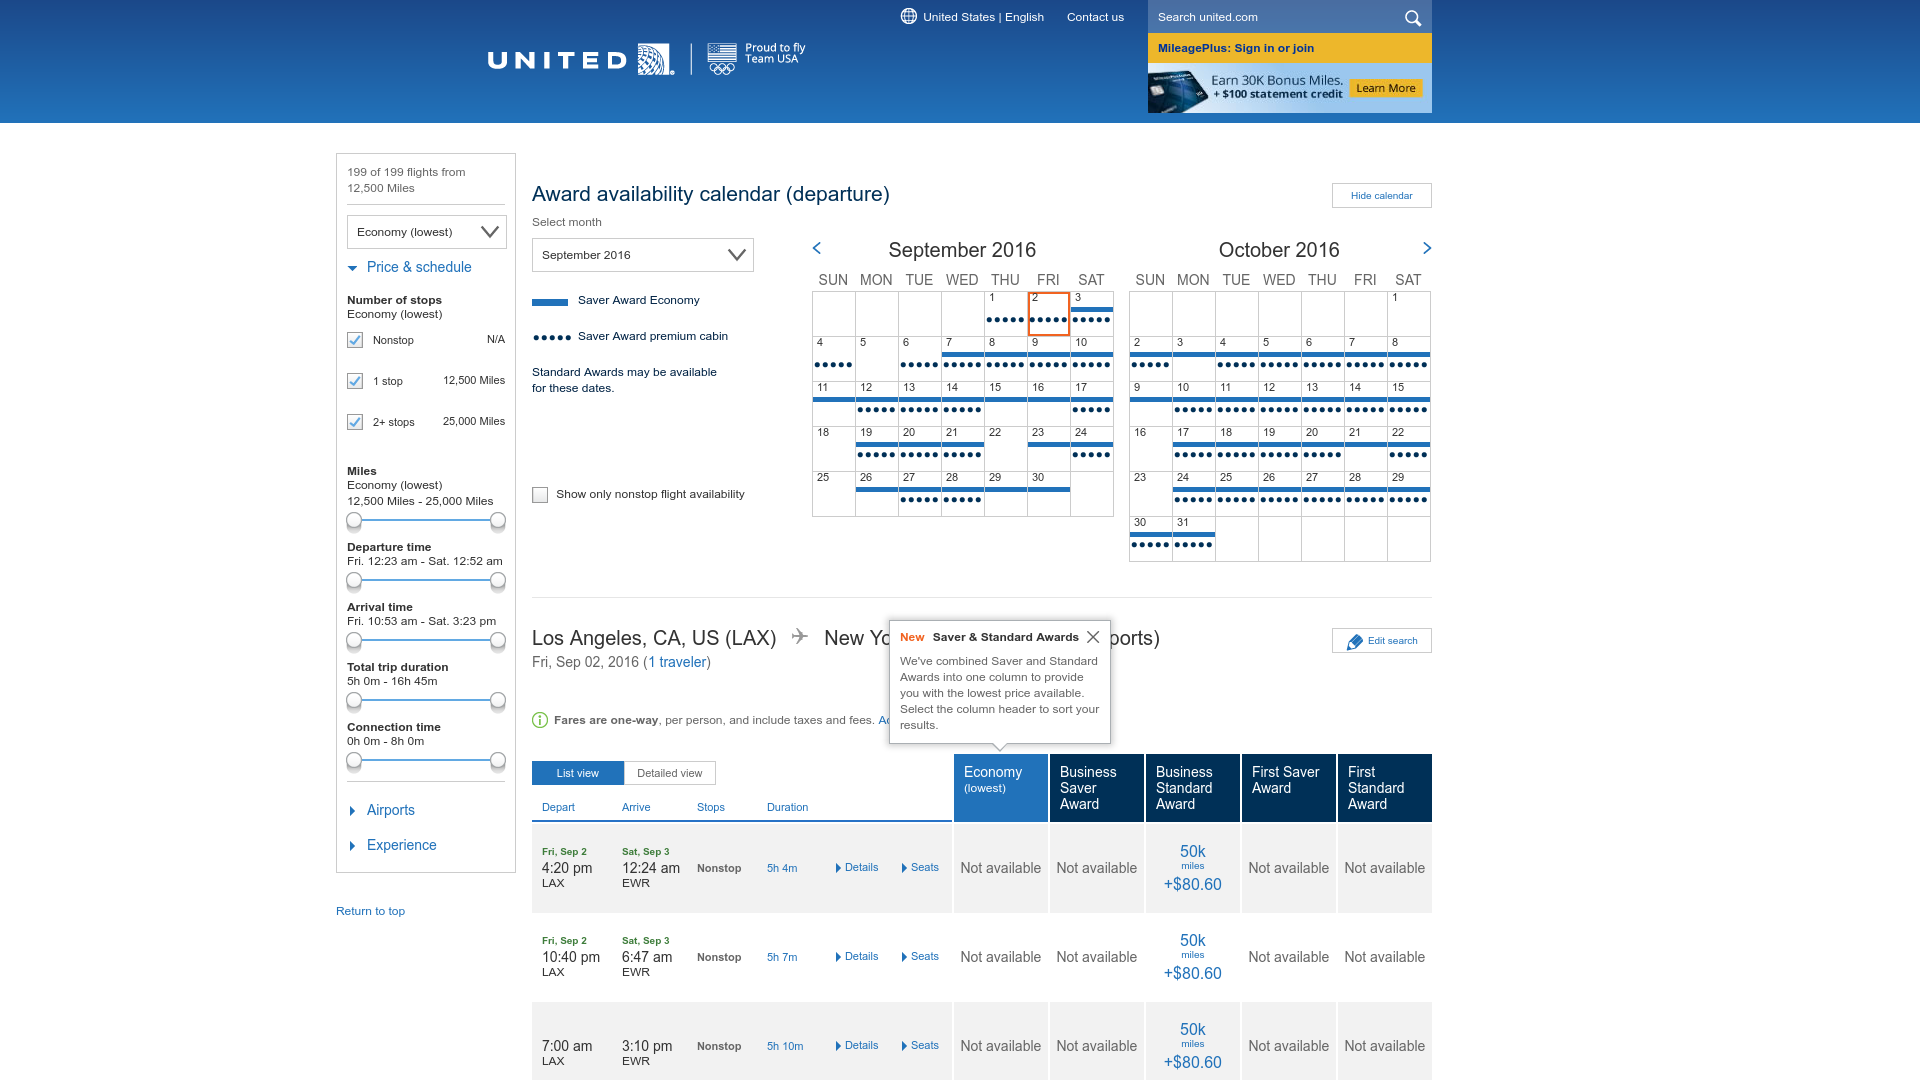 United States | English
Contact us
Search united.com
UNITED
Proud to fly
Team USA
MileagePlus: Sign in or join
Earn 30K Bonus Miles.
+ $100 statement credit
Learn More
199 of 199 flights from
12,500 Miles
Economy (lowest)
Price & schedule
Number of stops
Economy (lowest)
Nonstop N/A
1 stop 12,500 Miles
2+ stops 25,000 Miles
Miles
Economy (lowest)
12,500 Miles - 25,000 Miles
Departure time
Fri. 12:23 am - Sat. 12:52 am
Arrival time
Fri. 10:53 am - Sat. 3:23 pm
Total trip duration
5h 0m - 16h 45m
Connection time
0h 0m - 8h 0m
Airports
Experience
Return to top
Award availability calendar (departure)
Hide calendar
Select month
September 2016
Saver Award Economy
Saver Award premium cabin
Standard Awards may be available
for these dates.
Show only nonstop flight availability
September 2016
SUN MON TUE WED THU FRI SAT
1 2 3
4 5 6 7 8 9 10
11 12 13 14 15 16 17
18 19 20 21 22 23 24
25 26 27 28 29 30
October 2016
SUN MON TUE WED THU FRI SAT
1
2 3 4 5 6 7 8
9 10 11 12 13 14 15
16 17 18 19 20 21 22
23 24 25 26 27 28 29
30 31
Los Angeles, CA, US (LAX) New Yo ports)
Edit search
Fri, Sep 02, 2016 (1 traveler)
New Saver & Standard Awards
We've combined Saver and Standard
Awards into one column to provide
you with the lowest price available.
Select the column header to sort your
results.
Fares are one-way, per person, and include taxes and fees.
List view Detailed view
Depart Arrive Stops Duration
Economy
(lowest)
Business
Saver
Award
Business
Standard
Award
First Saver
Award
First
Standard
Award
Fri, Sep 2 Sat, Sep 3
4:20 pm 12:24 am Nonstop 5h 4m Details Seats
LAX EWR
Not available Not available
50k
miles
+$80.60
Not available Not available
Fri, Sep 2 Sat, Sep 3
10:40 pm 6:47 am Nonstop 5h 7m Details Seats
LAX EWR
Not available Not available
50k
miles
+$80.60
Not available Not available
7:00 am 3:10 pm Nonstop 5h 10m Details Seats
LAX EWR
Not available Not available
50k
miles
+$80.60
Not available Not available